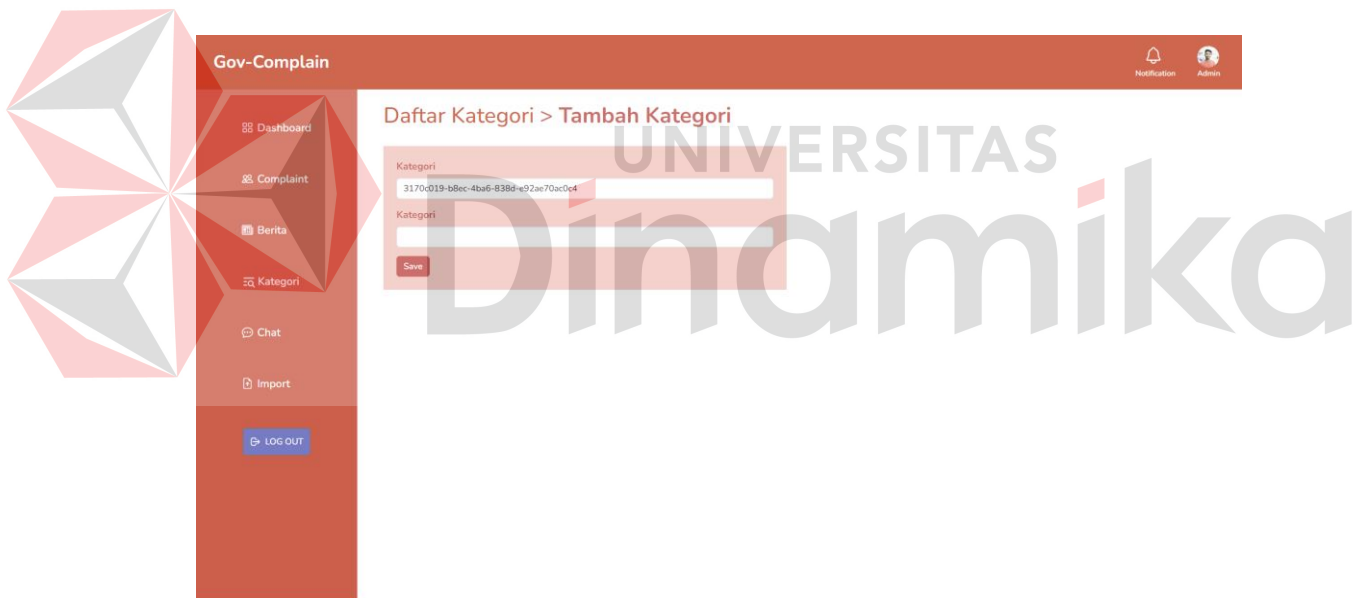 Gov-Complain
Notification
Admin
Dashboard
Complaint
Berita
Kategori
Chat
Import
LOG OUT
Daftar Kategori > Tambah Kategori
Kategori
3170c019-b8ec-4ba6-838d-e92ae70ac0c4
Kategori
Save
UNIVERSITAS
Dinamika